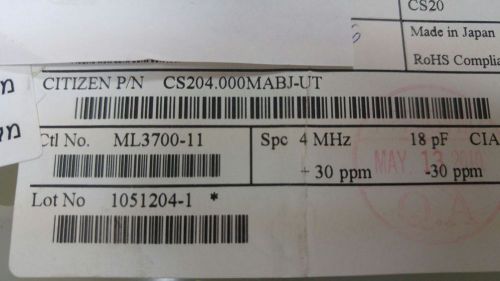 CS20
Made in Japan
RoHS Complia
CITIZEN P/N CS204.000MABJ-UT
Ctl No. ML3700-11
Spc 4 MHz 18 pF CIA
+ 30 ppm -30 ppm
MAY. 13 2010
Q.A
Lot No 1051204-1 *